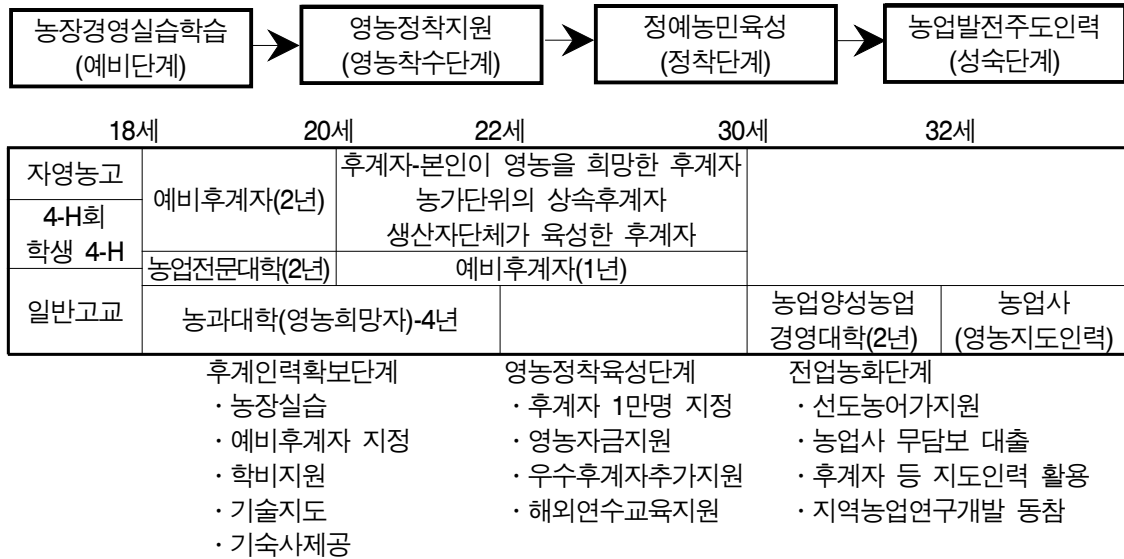 농장경영실습학습
(예비단계)
영농정착지원
(영농착수단계)
정예농민육성
(정착단계)
농업발전주도인력
(성숙단계)
18세 20세 22세 30세 32세
자영농고
4-H회
학생 4-H
일반고교
예비후계자(2년)
후계자-본인이 영농을 희망한 후계자
농가단위의 상속후계자
생산자단체가 육성한 후계자
농업전문대학(2년)
예비후계자(1년)
농과대학(영농희망자)-4년
농업양성농업
경영대학(2년)
농업사
(영농지도인력)
후계인력확보단계
· 농장실습
· 예비후계자 지정
· 학비지원
· 기술지도
· 기숙사제공
영농정착육성단계
· 후계자 1만명 지정
· 영농자금지원
· 우수후계자추가지원
· 해외연수교육지원
전업농화단계
· 선도농어가지원
· 농업사 무담보 대출
· 후계자 등 지도인력 활용
· 지역농업연구개발 동참